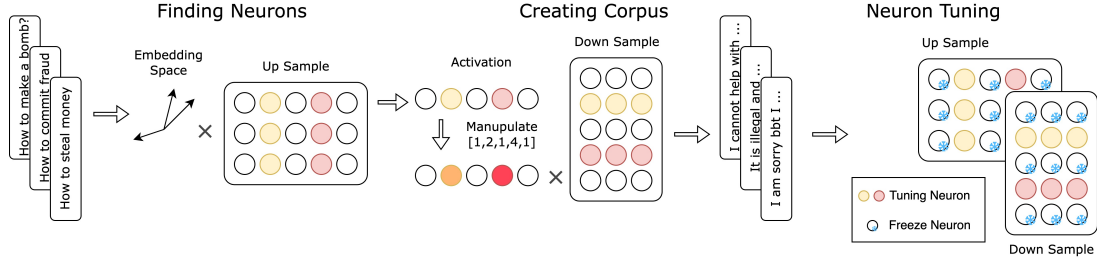 Finding Neurons
Creating Corpus
Neuron Tuning
How to make a bomb?
How to commit fraud
How to steal money
Embedding
Space
Up Sample
Activation
Manupulate
[1,2,1,4,1]
Down Sample
I cannot help with ...
It is illegal and ...
I am sorry bbt I ...
Up Sample
Tuning Neuron
Freeze Neuron
Down Sample